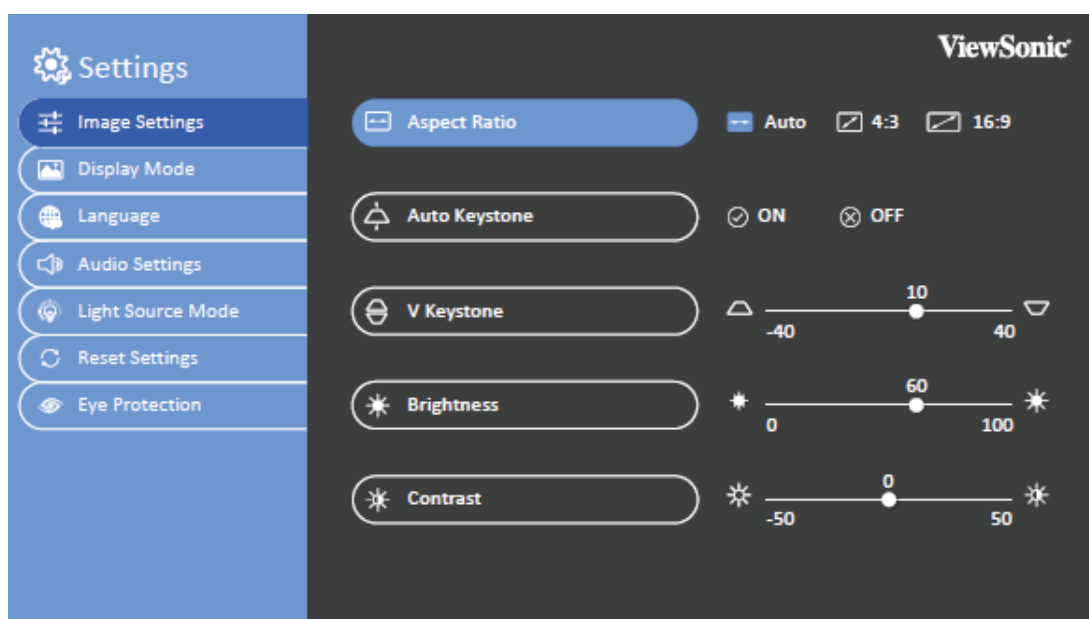 ViewSonic
Settings
Image Settings
Display Mode
Language
Audio Settings
Light Source Mode
Reset Settings
Eye Protection
Aspect Ratio Auto 4:3 16:9
Auto Keystone ON OFF
V Keystone
10
-40 40
Brightness
60
0 100
Contrast
0
-50 50